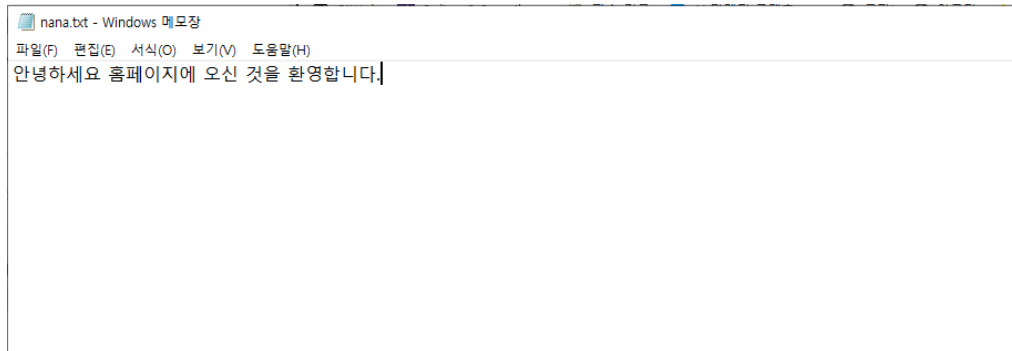 nana.txt - Windows 메모장
파일(F) 편집(E) 서식(O) 보기(V) 도움말(H)
안녕하세요 홈페이지에 오신 것을 환영합니다.